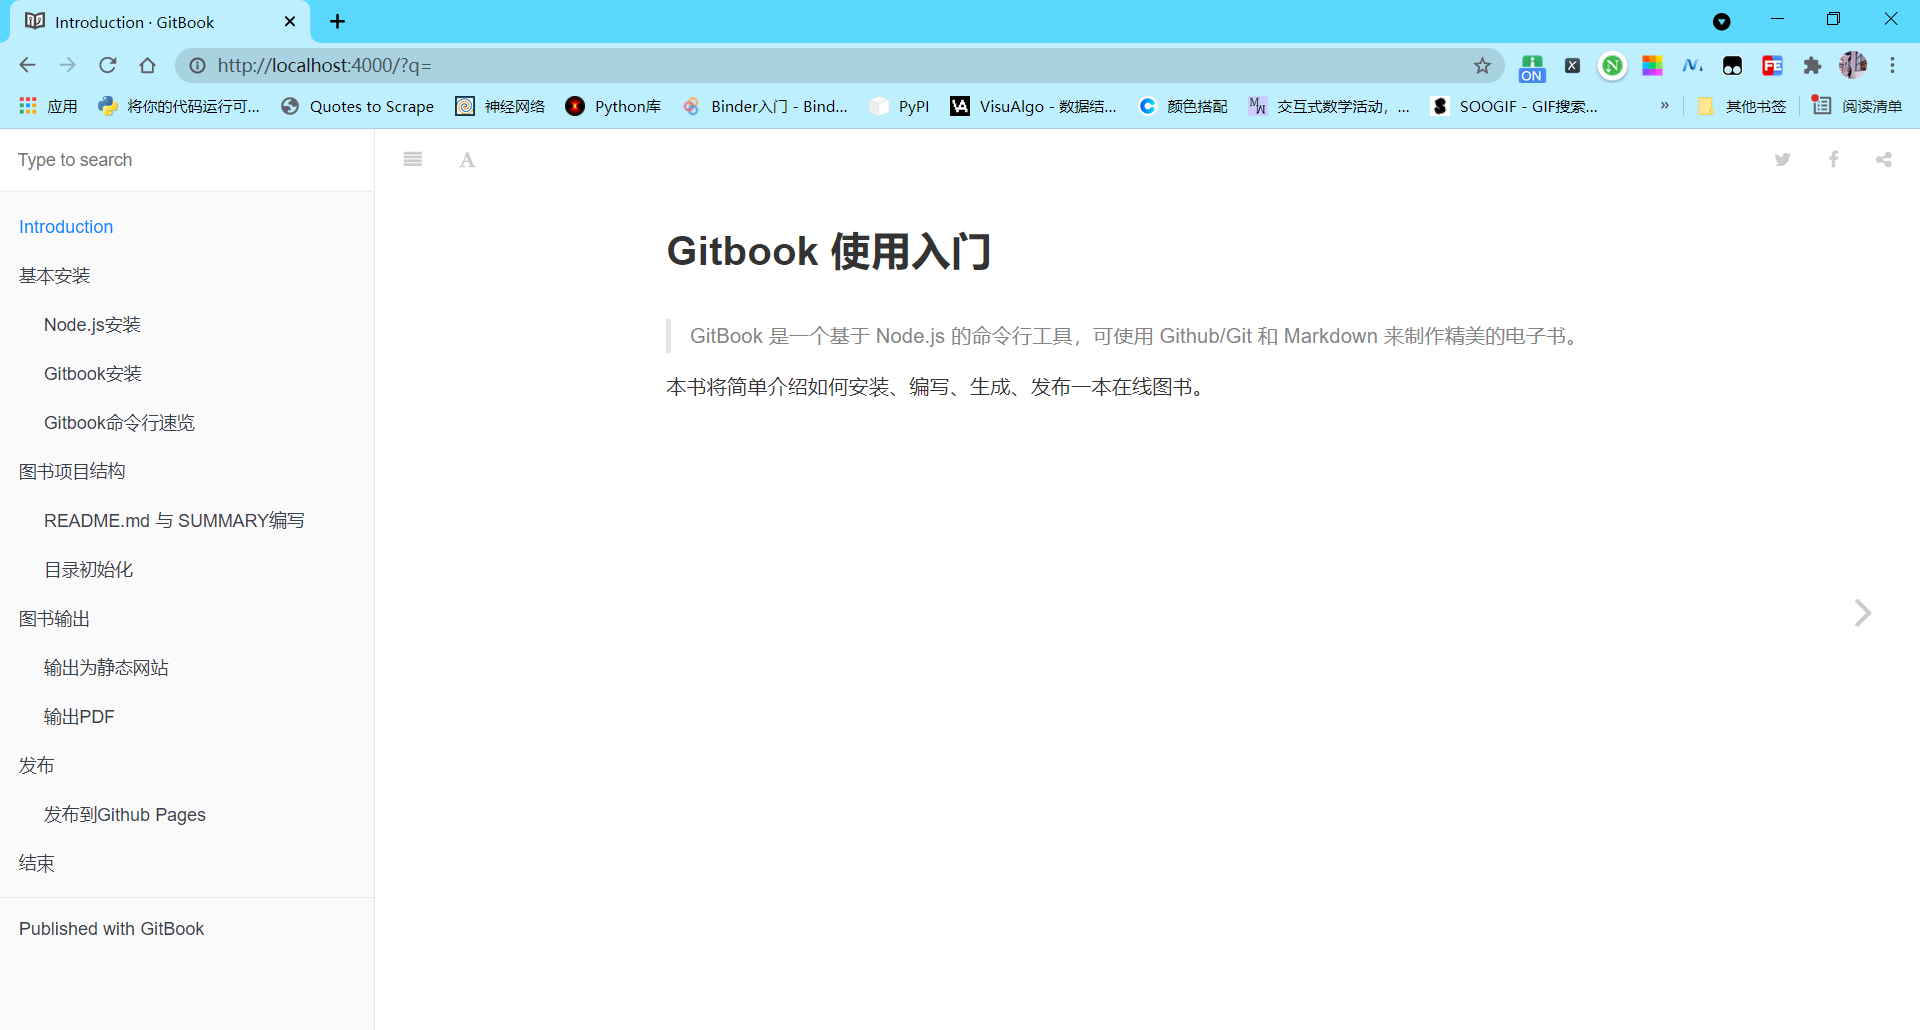 Introduction · GitBook
http://localhost:4000/?q=
ON
应用
将你的代码运行可...
Quotes to Scrape
神经网络
Python库
Binder入门 - Bind...
PyPI
VisuAlgo - 数据结...
颜色搭配
交互式数学活动，...
SOOGIF - GIF搜索...
»
其他书签
阅读清单
Type to search
A
Introduction
基本安装
Node.js安装
Gitbook安装
Gitbook命令行速览
图书项目结构
README.md 与 SUMMARY编写
目录初始化
图书输出
输出为静态网站
输出PDF
发布
发布到Github Pages
结束
Published with GitBook
Gitbook 使用入门
GitBook 是一个基于 Node.js 的命令行工具，可使用 Github/Git 和 Markdown 来制作精美的电子书。
本书将简单介绍如何安装、编写、生成、发布一本在线图书。